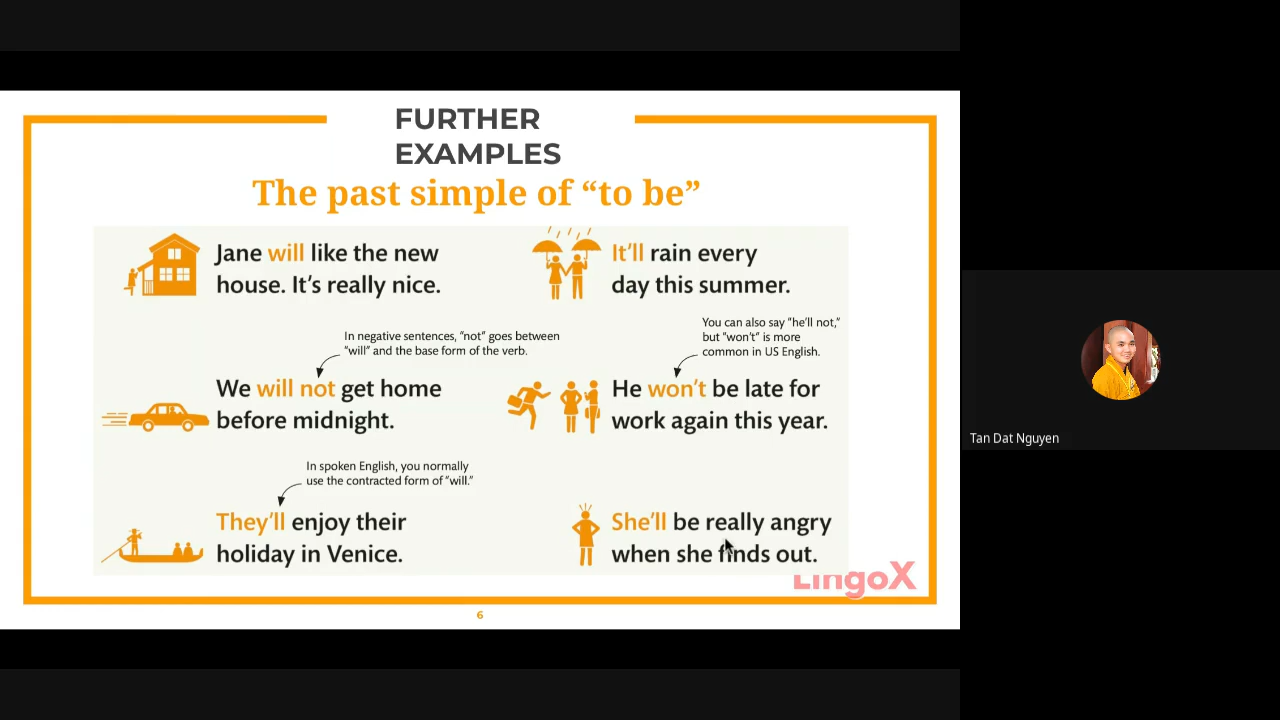 FURTHER
EXAMPLES
The past simple of “to be”
Jane will like the new
house. It’s really nice.
It’ll rain every
day this summer.
In negative sentences, “not” goes between
“will” and the base form of the verb.
We will not get home
before midnight.
You can also say “he’ll not,”
but “won’t” is more
common in US English.
He won’t be late for
work again this year.
In spoken English, you normally
use the contracted form of “will.”
They’ll enjoy their
holiday in Venice.
She’ll be really angry
when she finds out.
LingoX
6
Tan Dat Nguyen